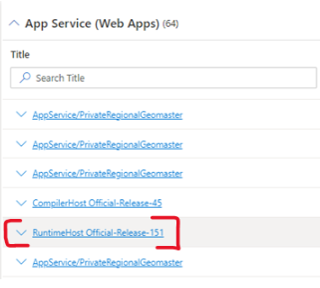 App Service (Web Apps) (64)
Title
Search Title
AppService/PrivateRegionalGeomaster
AppService/PrivateRegionalGeomaster
AppService/PrivateRegionalGeomaster
CompilerHost Official-Release-45
RuntimeHost Official-Release-151
AppService/PrivateRegionalGeomaster